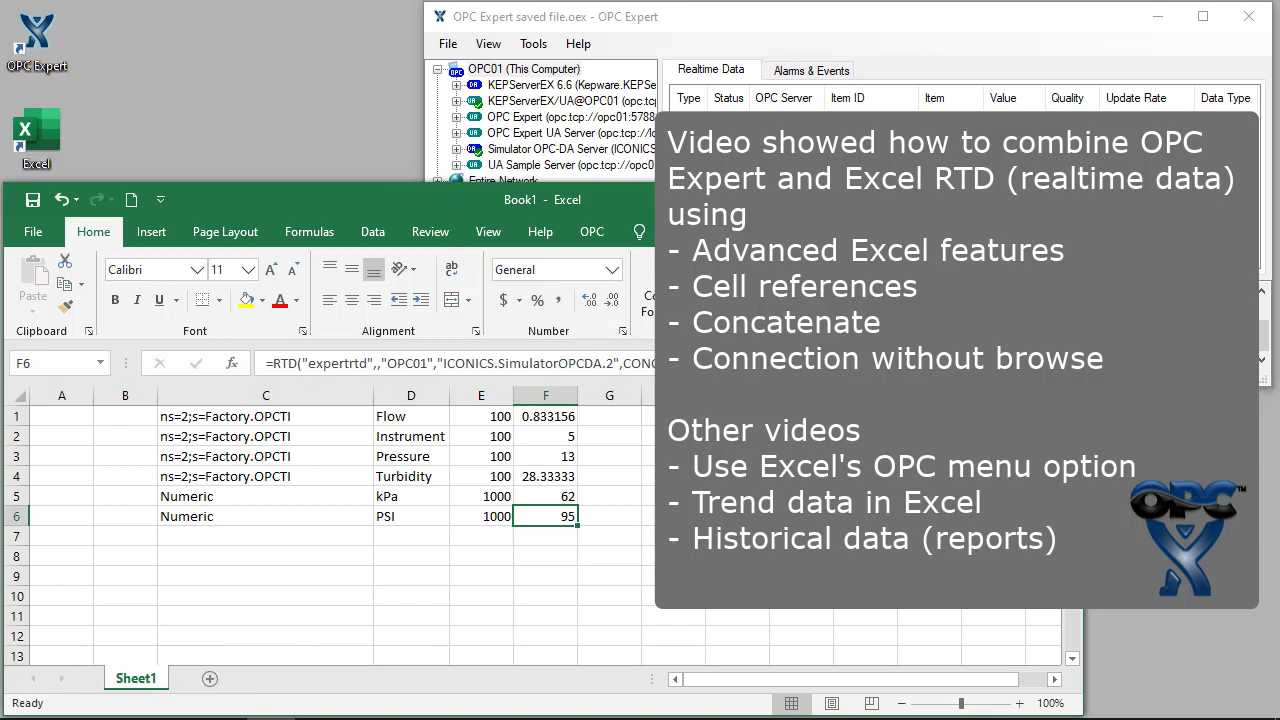 OPC Expert
Excel
OPC Expert saved file.oex - OPC Expert
File View Tools Help
OPC01 (This Computer)
KEPServerEX 6.6 (Kepware.KEPSe
KEPServerEX/UA@OPC01 (opc.tcp
OPC Expert (opc.tcp://opc01:5788
OPC Expert UA Server (opc.tcp://o
Simulator OPC-DA Server (ICONICS.
UA Sample Server (opc.tcp://opc0
Entire Network
Realtime Data Alarms & Events
Type Status OPC Server Item ID Item Value Quality Update Rate Data Type
Book1 - Excel
File Home Insert Page Layout Formulas Data Review View Help OPC
Paste
Calibri 11
General
B I U A
ab
$ % ,
Clipboard Font Alignment Number
F6
fx
=RTD("expertrtd",,"OPC01","ICONICS.SimulatorOPCDA.2",CONC
A B C D E F G
1 ns=2;s=Factory.OPCTI Flow 100 0.833156
2 ns=2;s=Factory.OPCTI Instrument 100 5
3 ns=2;s=Factory.OPCTI Pressure 100 13
4 ns=2;s=Factory.OPCTI Turbidity 100 28.33333
5 Numeric kPa 1000 62
6 Numeric PSI 1000 95
7
8
9
10
11
12
13
Sheet1
Ready
100%
Video showed how to combine OPC
Expert and Excel RTD (realtime data)
using
- Advanced Excel features
- Cell references
- Concatenate
- Connection without browse
Other videos
- Use Excel's OPC menu option
- Trend data in Excel
- Historical data (reports)
OPC™